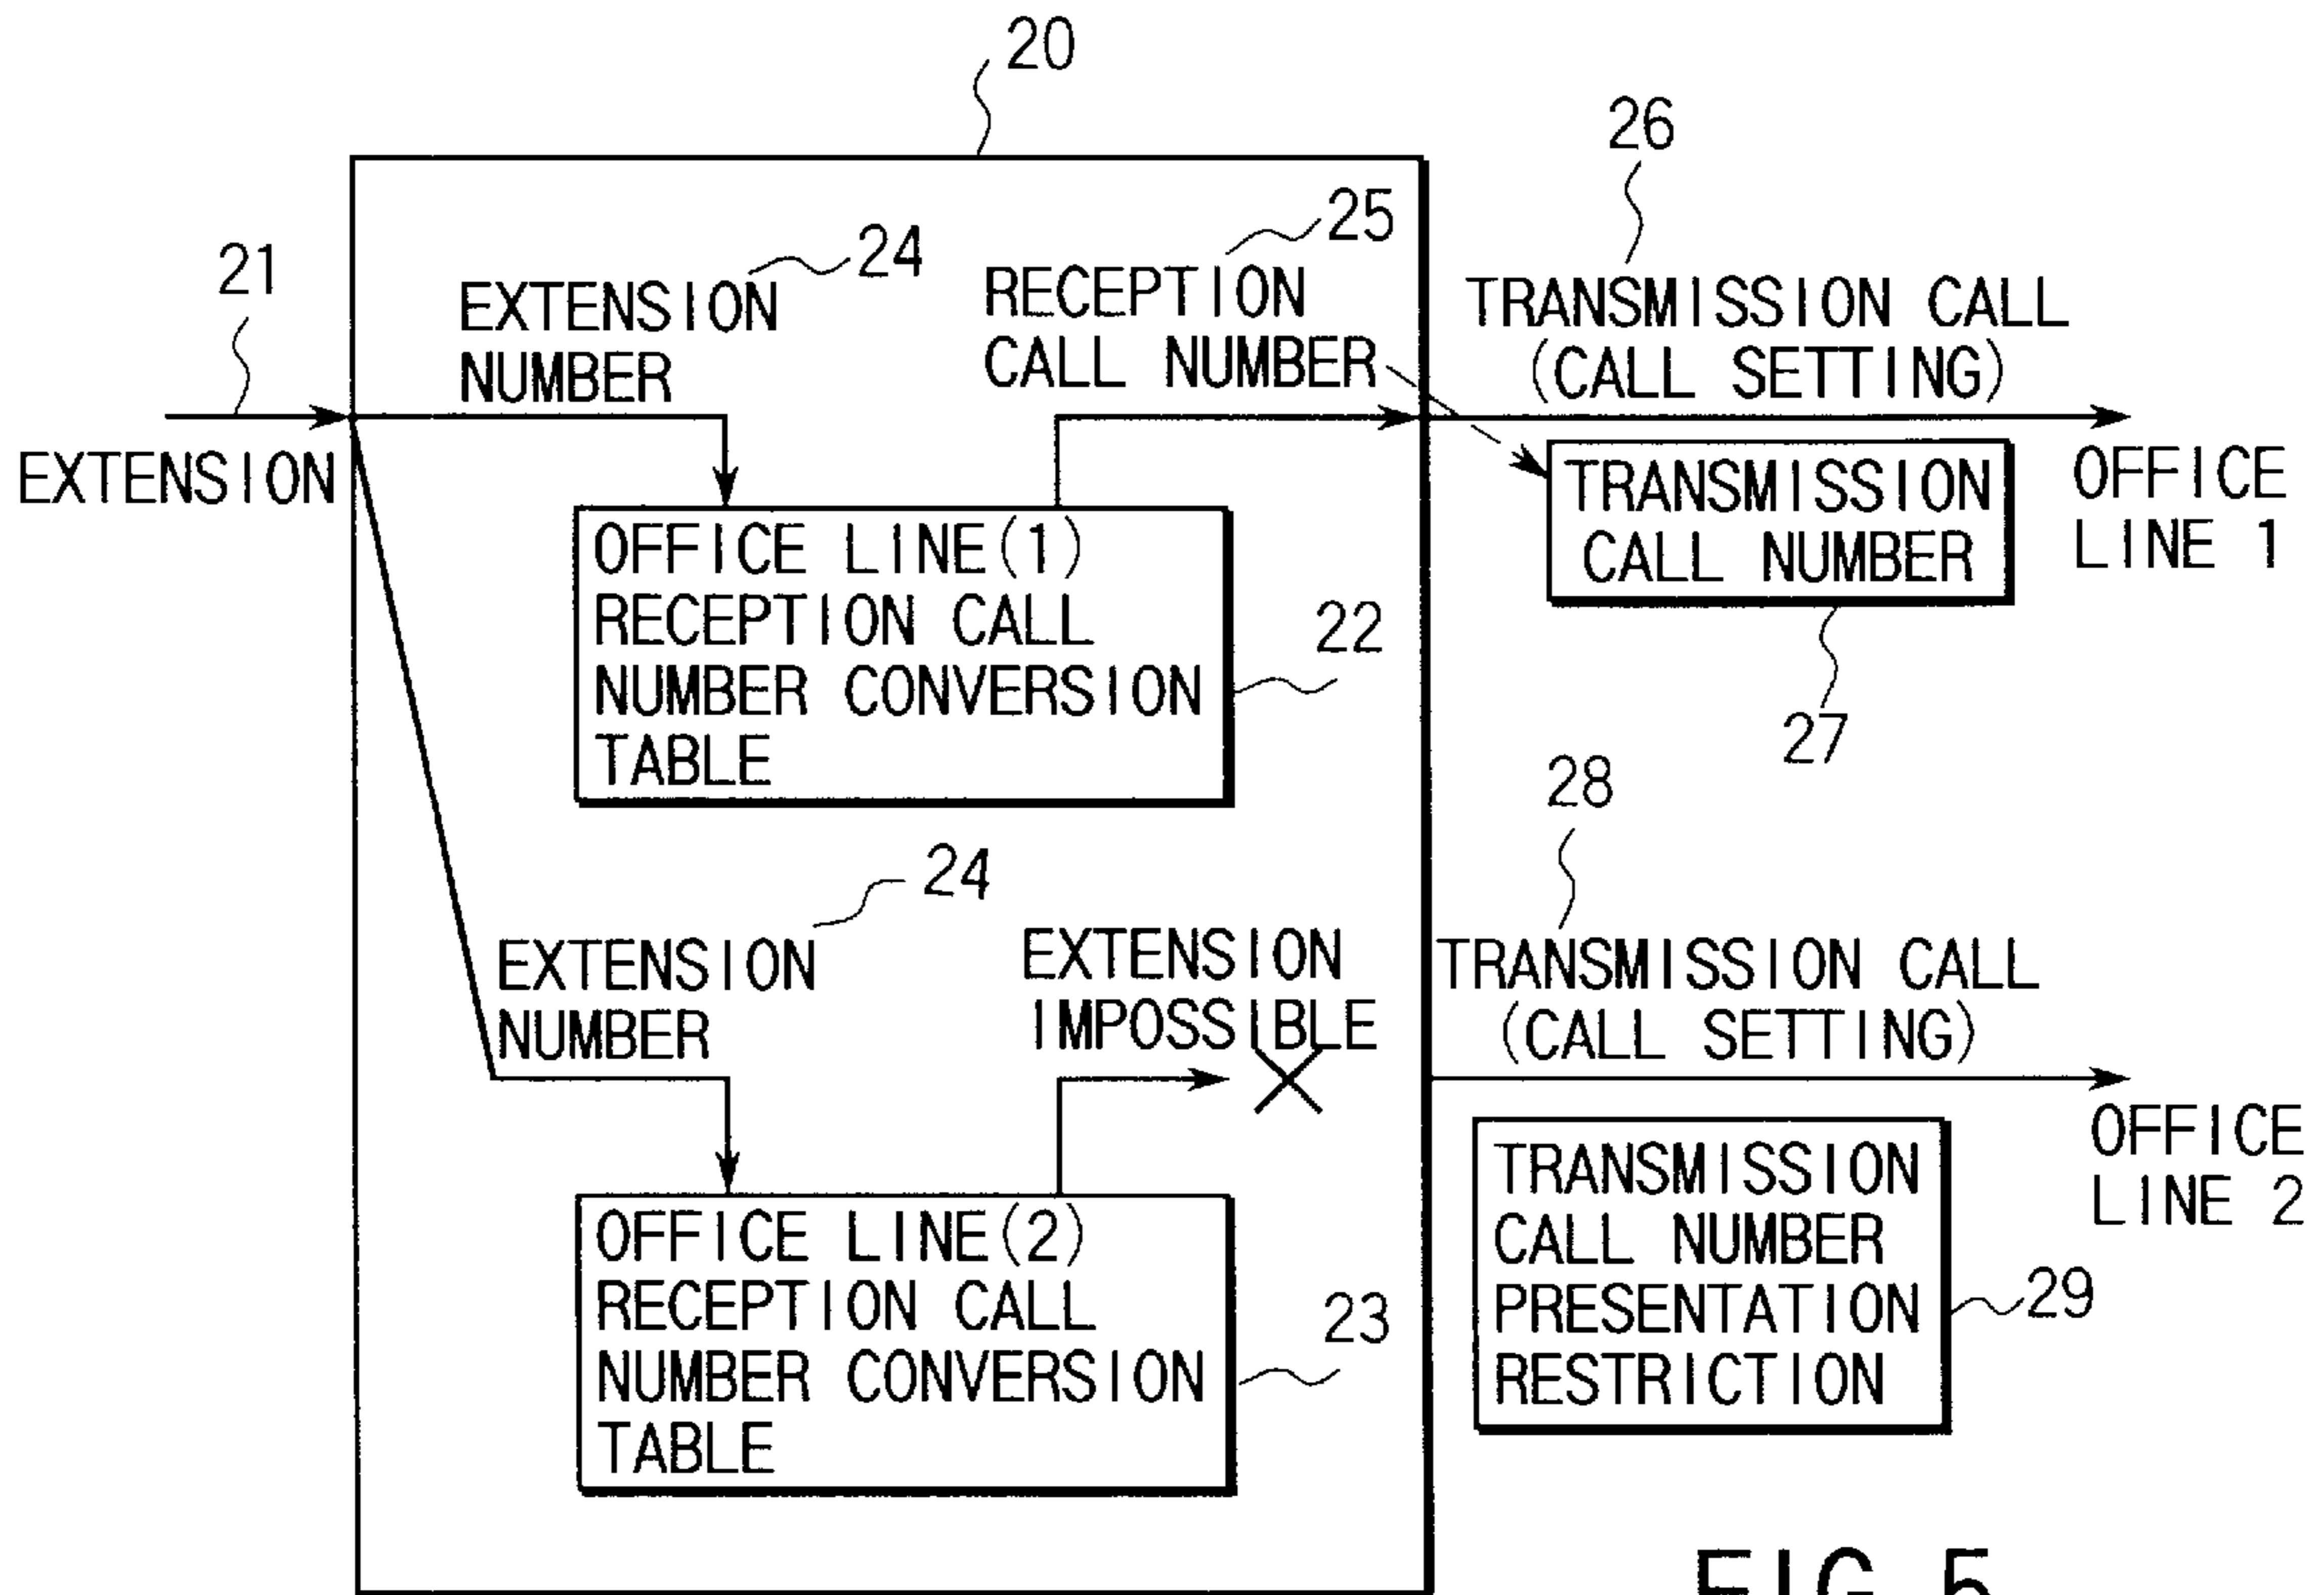 20
26
25
24
21
EXTENSION
NUMBER
RECEPTION
CALL NUMBER
TRANSMISSION CALL
(CALL SETTING)
EXTENSION
TRANSMISSION
CALL NUMBER
OFFICE
LINE 1
OFFICE LINE(1)
RECEPTION CALL
NUMBER CONVERSION
TABLE
22
27
28
24
EXTENSION
NUMBER
EXTENSION
IMPOSSIBLE
TRANSMISSION CALL
(CALL SETTING)
OFFICE
LINE 2
OFFICE LINE(2)
RECEPTION CALL
NUMBER CONVERSION
TABLE
23
TRANSMISSION
CALL NUMBER
PRESENTATION
RESTRICTION
29
FIG.5